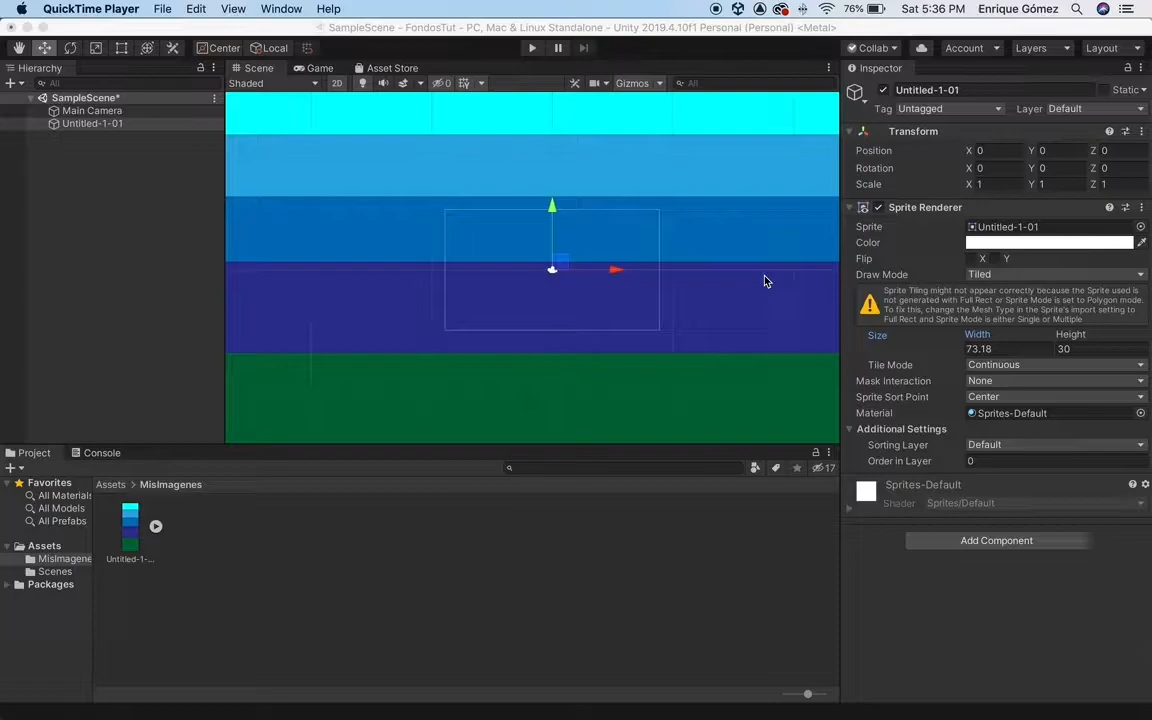 QuickTime Player File Edit View Window Help 76% Sat 5:36 PM Enrique Gómez
SampleScene - FondosTut - PC, Mac & Linux Standalone - Unity 2019.4.10f1 Personal (Personal) <Metal>
Center Local Collab Account Layers Layout
Hierarchy Scene Game Asset Store Inspector
All Shaded 2D 0 Gizmos All Untitled-1-01 Static
SampleScene*
Main Camera
Untitled-1-01
Tag Untagged Layer Default
Transform
Position X 0 Y 0 Z 0
Rotation X 0 Y 0 Z 0
Scale X 1 Y 1 Z 1
Sprite Renderer
Sprite Untitled-1-01
Color
Flip X Y
Draw Mode Tiled
Sprite Tiling might not appear correctly because the Sprite used is
not generated with Full Rect or Sprite Mode is set to Polygon mode.
To fix this, change the Mesh Type in the Sprite's import setting to
Full Rect and Sprite Mode is either Single or Multiple
Size Width Height
73.18 30
Tile Mode Continuous
Mask Interaction None
Sprite Sort Point Center
Material Sprites-Default
Additional Settings
Sorting Layer Default
Order in Layer 0
Sprites-Default
Shader Sprites/Default
Add Component
Project Console
17
Favorites
All Materials
All Models
All Prefabs
Assets
MisImagene
Scenes
Packages
Assets > MisImagenes
Untitled-1-...